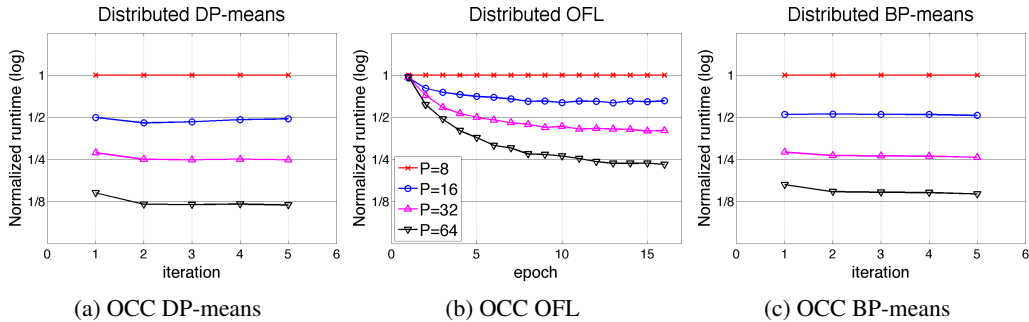 Distributed DP-means
Normalized runtime (log)
1
1/2
1/4
1/8
0 1 2 3 4 5 6
iteration
(a) OCC DP-means
Distributed OFL
Normalized runtime (log)
1
1/2
1/4
1/8
P=8
P=16
P=32
P=64
0 5 10 15
epoch
(b) OCC OFL
Distributed BP-means
Normalized runtime (log)
1
1/2
1/4
1/8
0 1 2 3 4 5 6
iteration
(c) OCC BP-means